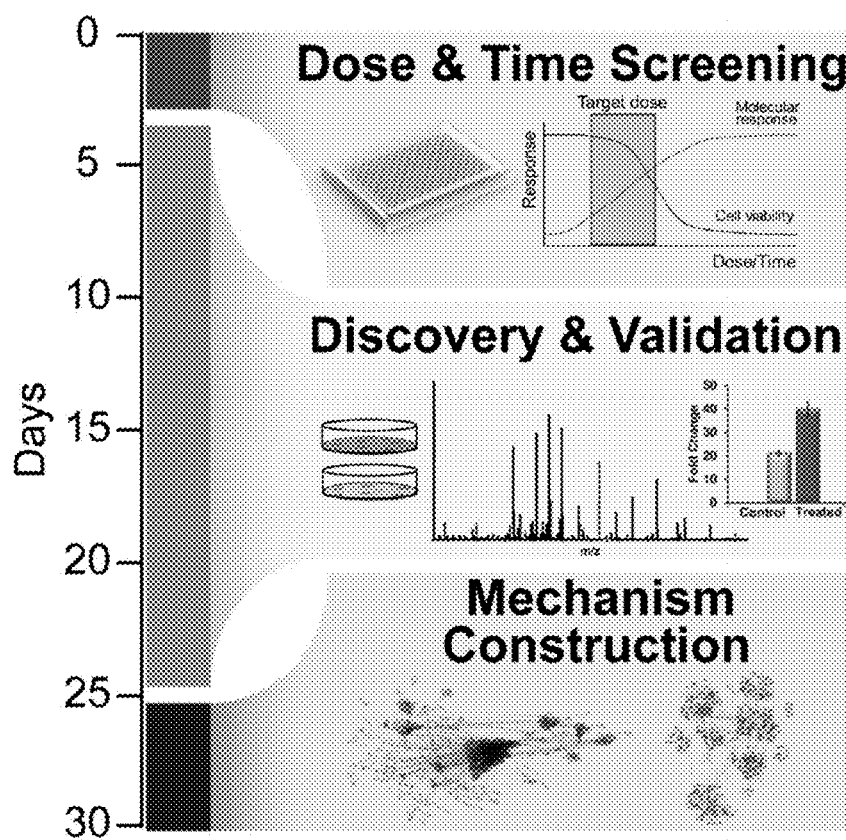 0
5
10
15
20
25
30
Days
Dose & Time Screening
Target dose
Molecular
response
Response
Cell viability
Dose/Time
Discovery & Validation
50
40
30
20
10
0
Fold Change
Control Treated
m/z
Mechanism
Construction